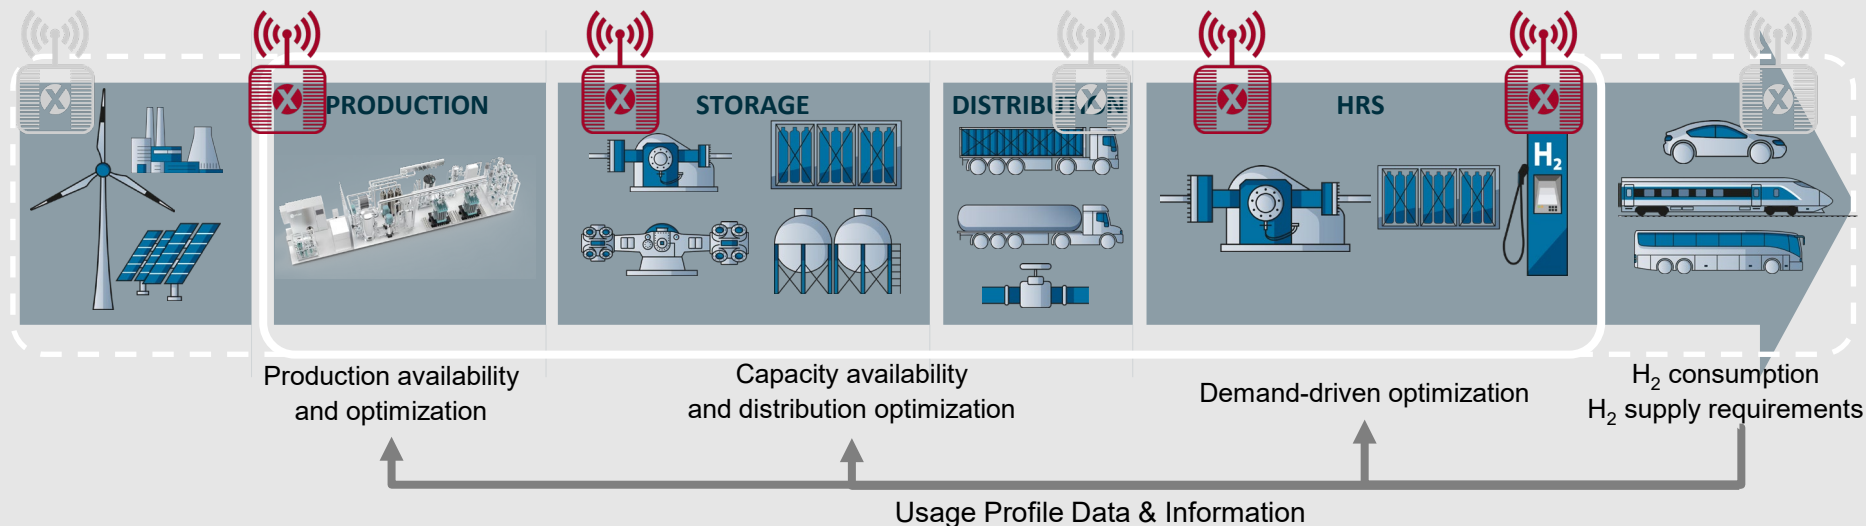 PRODUCTION
STORAGE
DISTRIBUTION
HRS
H₂
X
X
X
X
X
X
X
Production availability
and optimization
Capacity availability
and distribution optimization
Demand-driven optimization
H₂ consumption
H₂ supply requirements
Usage Profile Data & Information